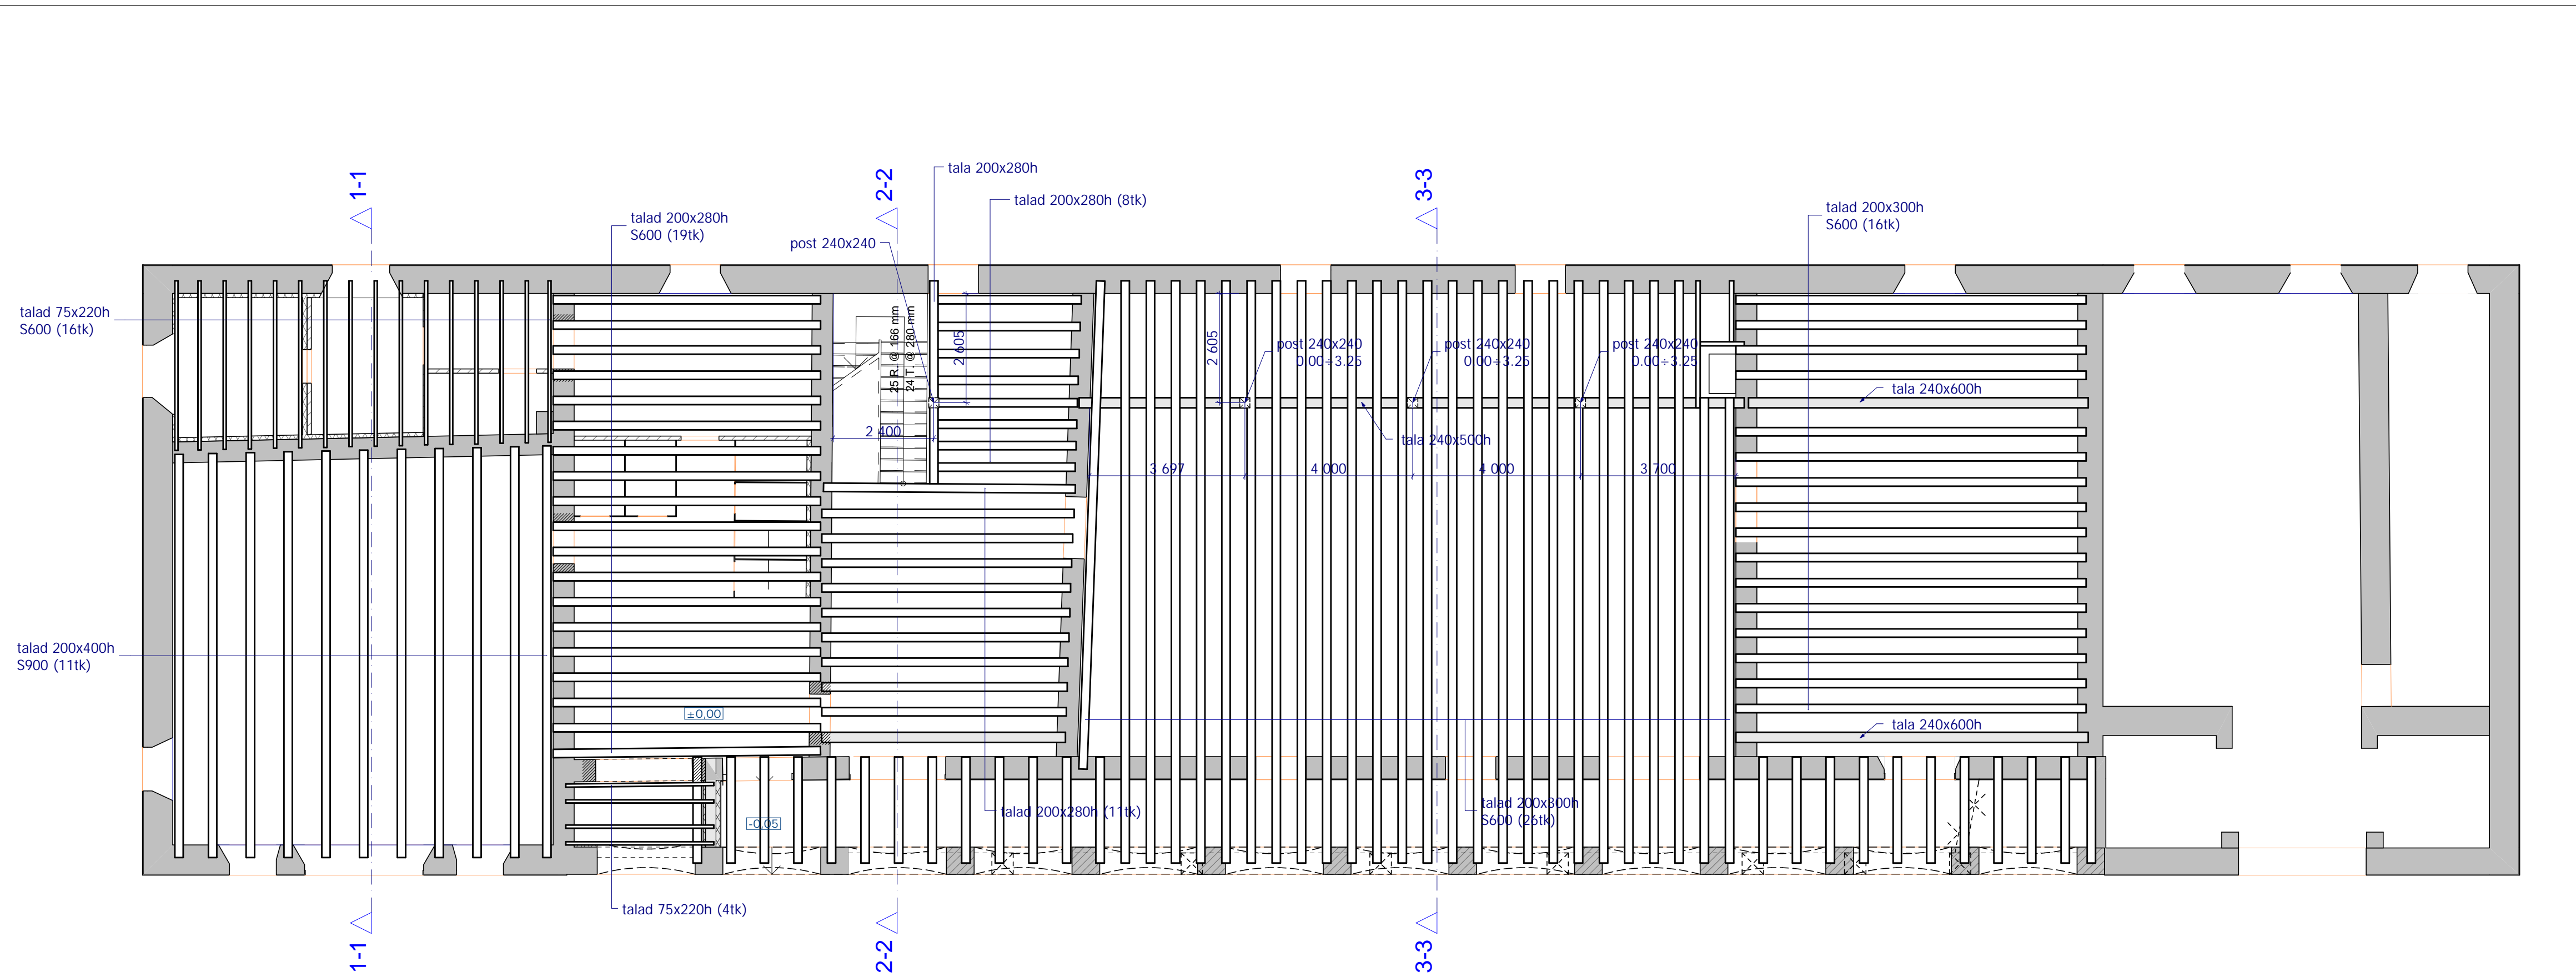 1-1
2-2
3-3
tala 200x280h
talad 200x280h (8tk)
talad 200x280h
S600 (19tk)
post 240x240
talad 200x300h
S600 (16tk)
talad 75x220h
S600 (16tk)
25 R. @ 166 mm
24 T. @ 280 mm
2 605
2 605
post 240x240
0.00÷3.25
post 240x240
0.00÷3.25
post 240x240
0.00÷3.25
tala 240x600h
2 400
tala 240x500h
3 697
4 000
4 000
3 700
talad 200x400h
S900 (11tk)
±0,00
tala 240x600h
talad 200x280h (11tk)
talad 200x300h
S600 (26tk)
-0,05
talad 75x220h (4tk)
1-1
2-2
3-3